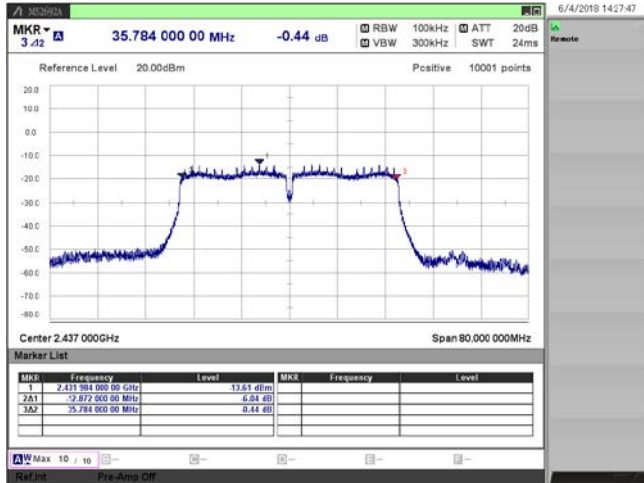 MS2692A
6/4/2018 14:27:47
MKR
3 Δ2 A 35.784 000 00 MHz -0.44 dB
M RBW 100kHz M ATT 20dB
M VBW 300kHz SWT 24ms
Remote
Reference Level 20.00dBm Positive 10001 points
20.0
10.0
0.0
-10.0
-20.0
-30.0
-40.0
-50.0
-60.0
-70.0
-80.0
1
2
3
Center 2.437 000GHz Span 80.000 000MHz
Marker List
MKR Frequency Level MKR Frequency Level
1 2.431 984 000 00 GHz -13.61 dBm
2Δ1 -12.872 000 00 MHz -6.04 dB
3Δ2 35.784 000 00 MHz -0.44 dB
A W Max 10 / 10
Ref.Int Pre-Amp Off